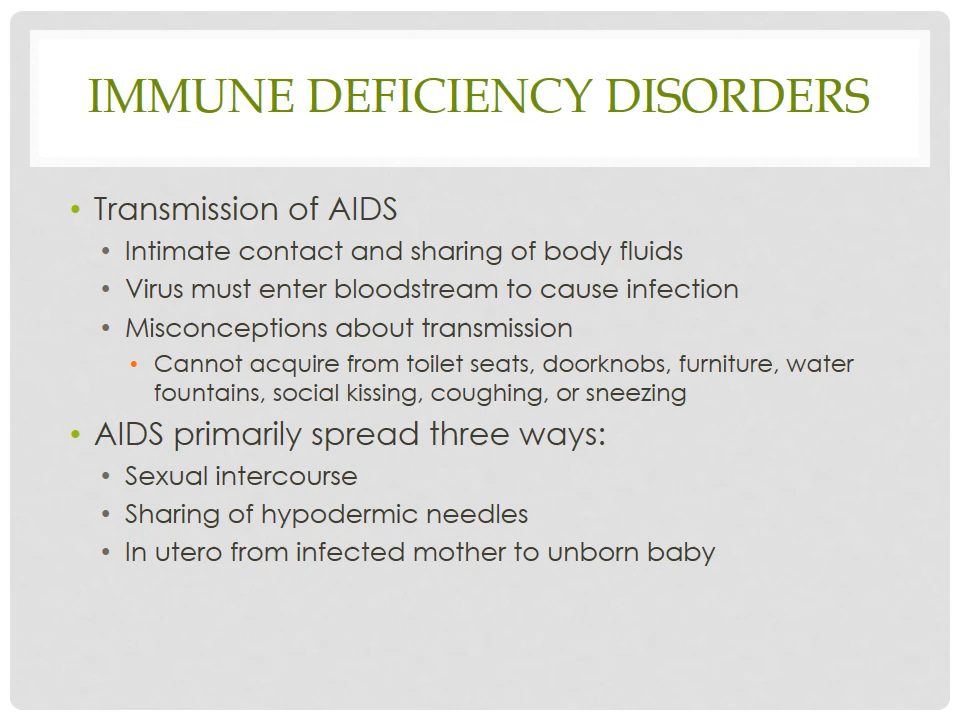 IMMUNE DEFICIENCY DISORDERS
• Transmission of AIDS
• Intimate contact and sharing of body fluids
• Virus must enter bloodstream to cause infection
• Misconceptions about transmission
• Cannot acquire from toilet seats, doorknobs, furniture, water
fountains, social kissing, coughing, or sneezing
• AIDS primarily spread three ways:
• Sexual intercourse
• Sharing of hypodermic needles
• In utero from infected mother to unborn baby